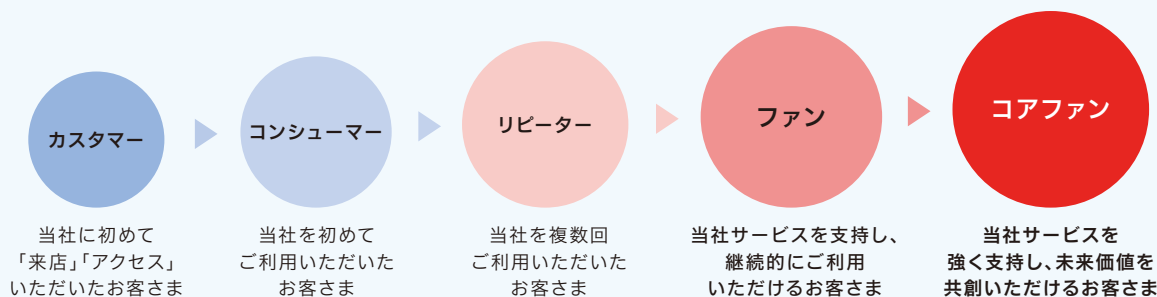 カスタマー
コンシューマー
リピーター
ファン
コアファン
当社に初めて
「来店」「アクセス」
いただいたお客さま
当社を初めて
ご利用いただいた
お客さま
当社を複数回
ご利用いただいた
お客さま
当社サービスを支持し、
継続的にご利用
いただけるお客さま
当社サービスを
強く支持し、未来価値を
共創いただけるお客さま